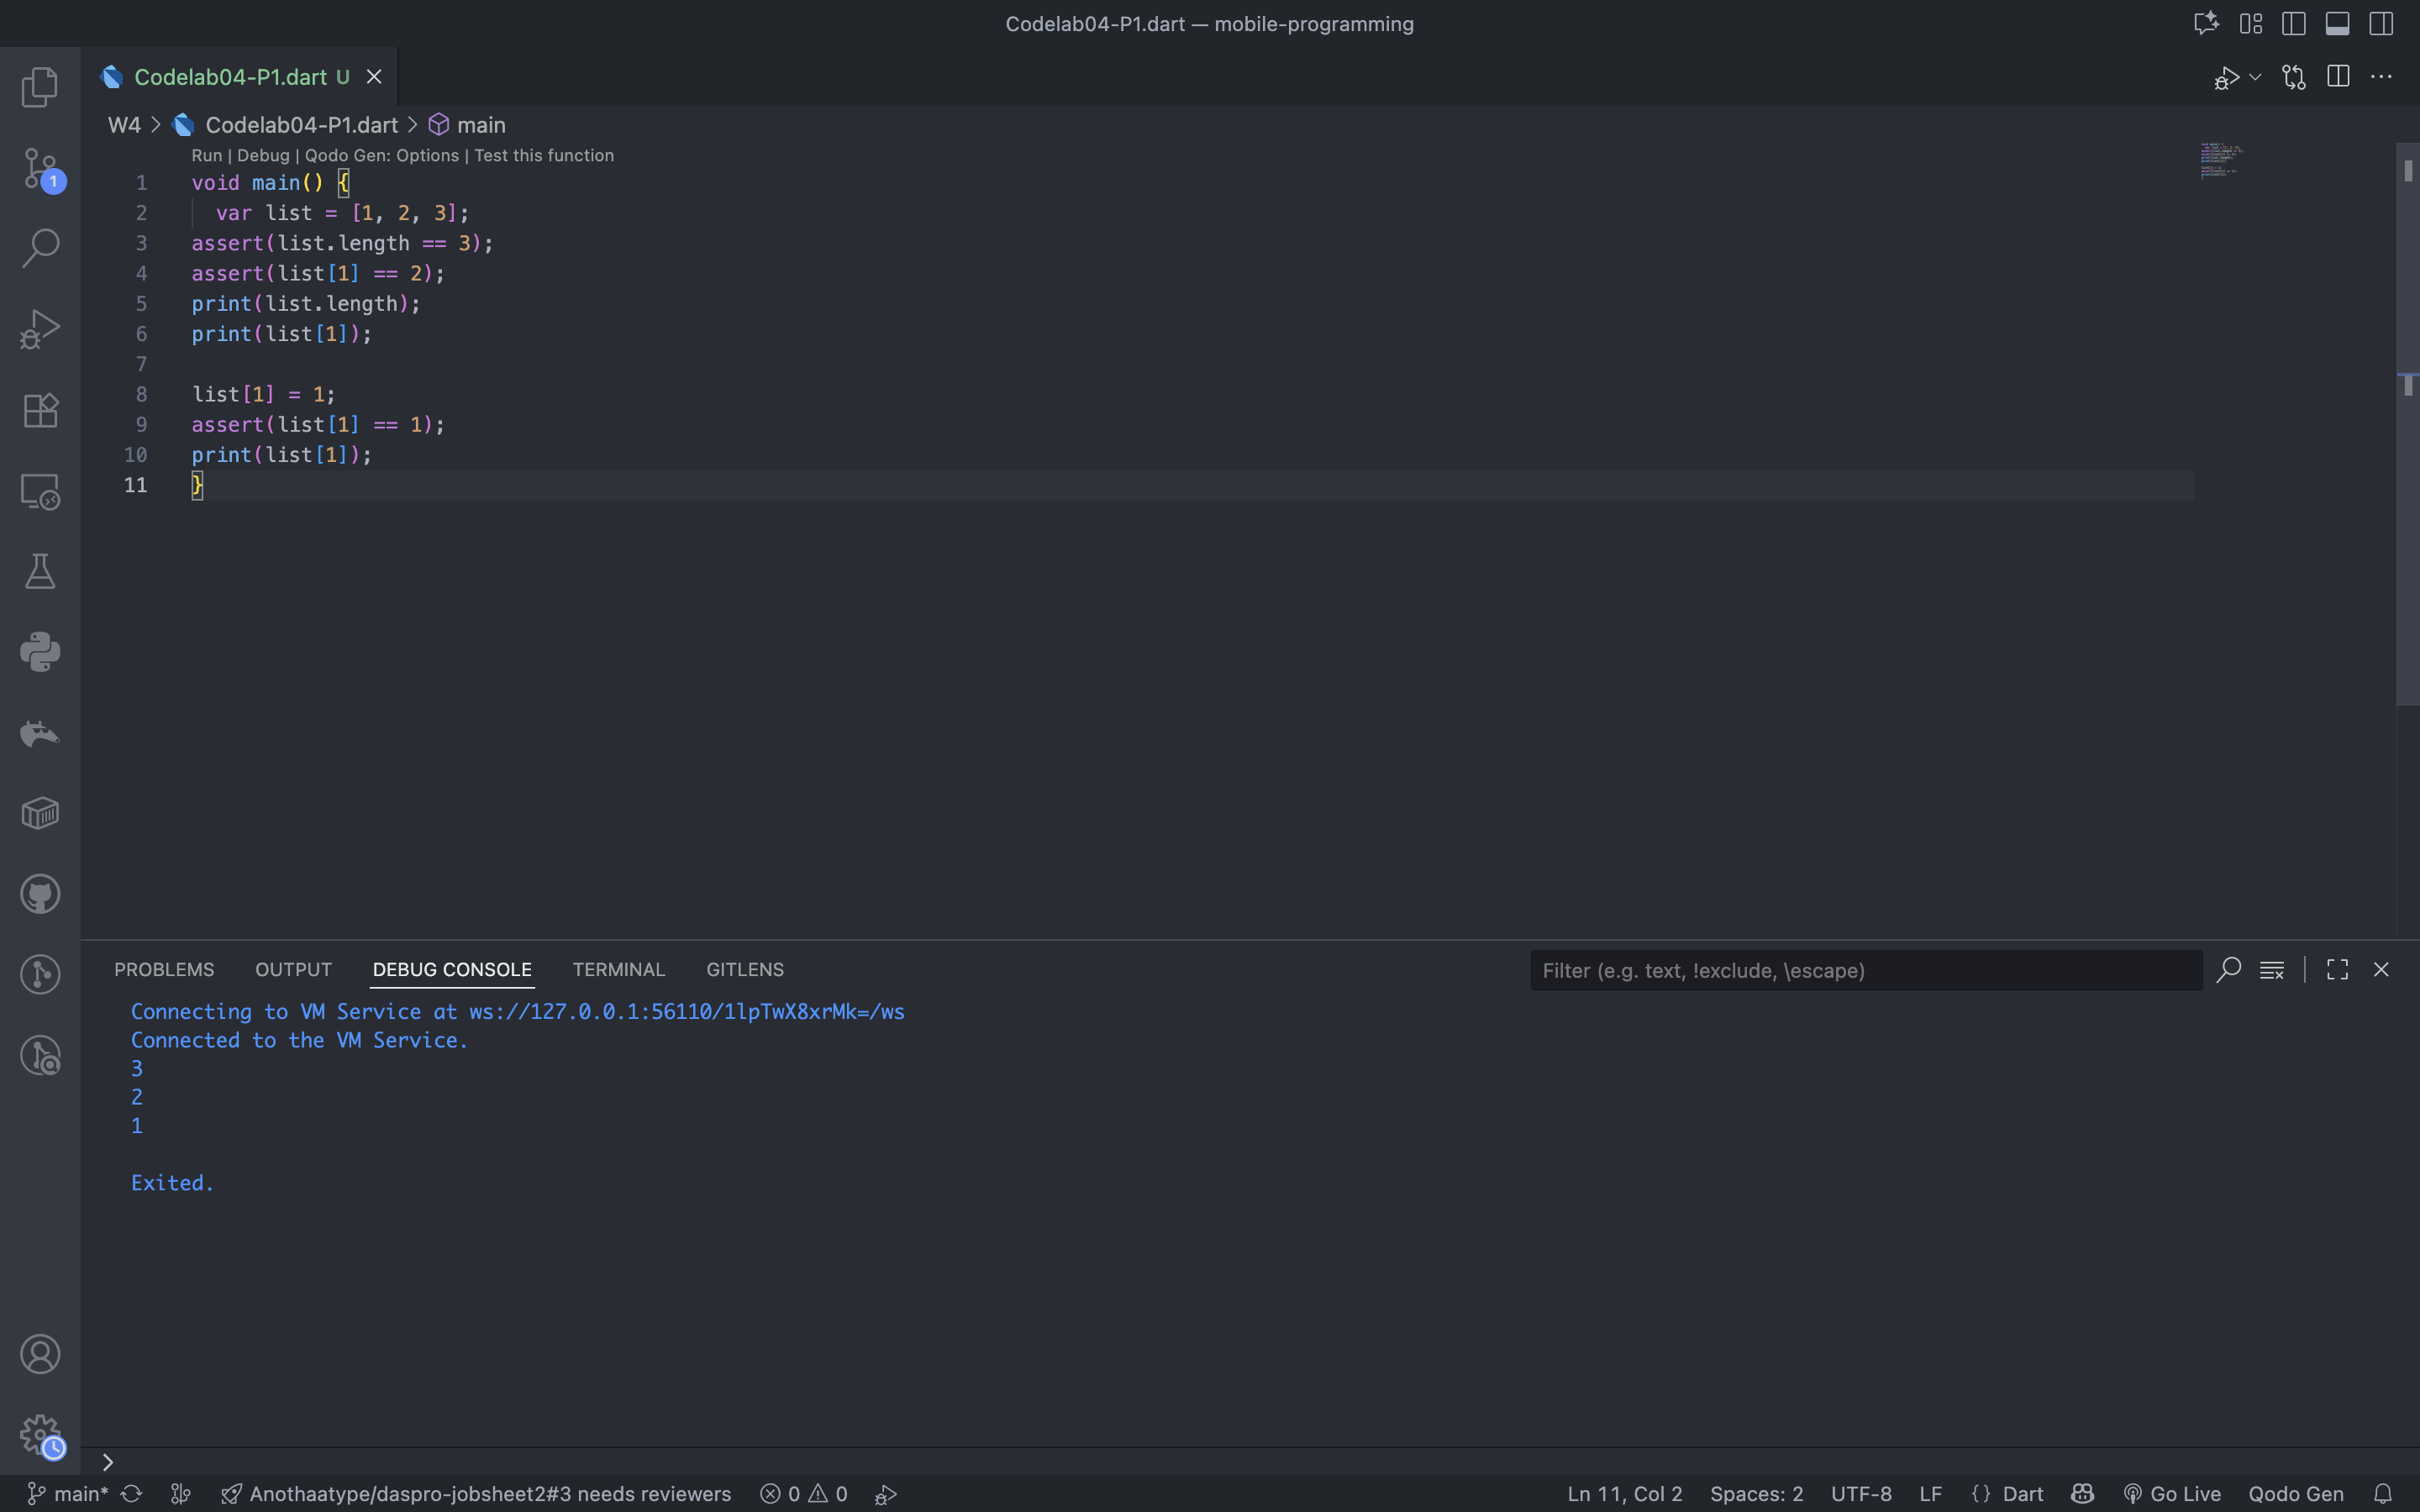 Codelab04-P1.dart — mobile-programming
Codelab04-P1.dart U
W4 > Codelab04-P1.dart > main
Run | Debug | Qodo Gen: Options | Test this function
1 void main() {
2 var list = [1, 2, 3];
3 assert(list.length == 3);
4 assert(list[1] == 2);
5 print(list.length);
6 print(list[1]);
7
8 list[1] = 1;
9 assert(list[1] == 1);
10 print(list[1]);
11 }
1
PROBLEMS OUTPUT DEBUG CONSOLE TERMINAL GITLENS Filter (e.g. text, !exclude, \escape)
Connecting to VM Service at ws://127.0.0.1:56110/1lpTwX8xrMk=/ws
Connected to the VM Service.
3
2
1
Exited.
main* Anothaatype/daspro-jobsheet2#3 needs reviewers 0 0 Ln 11, Col 2 Spaces: 2 UTF-8 LF {} Dart Go Live Qodo Gen